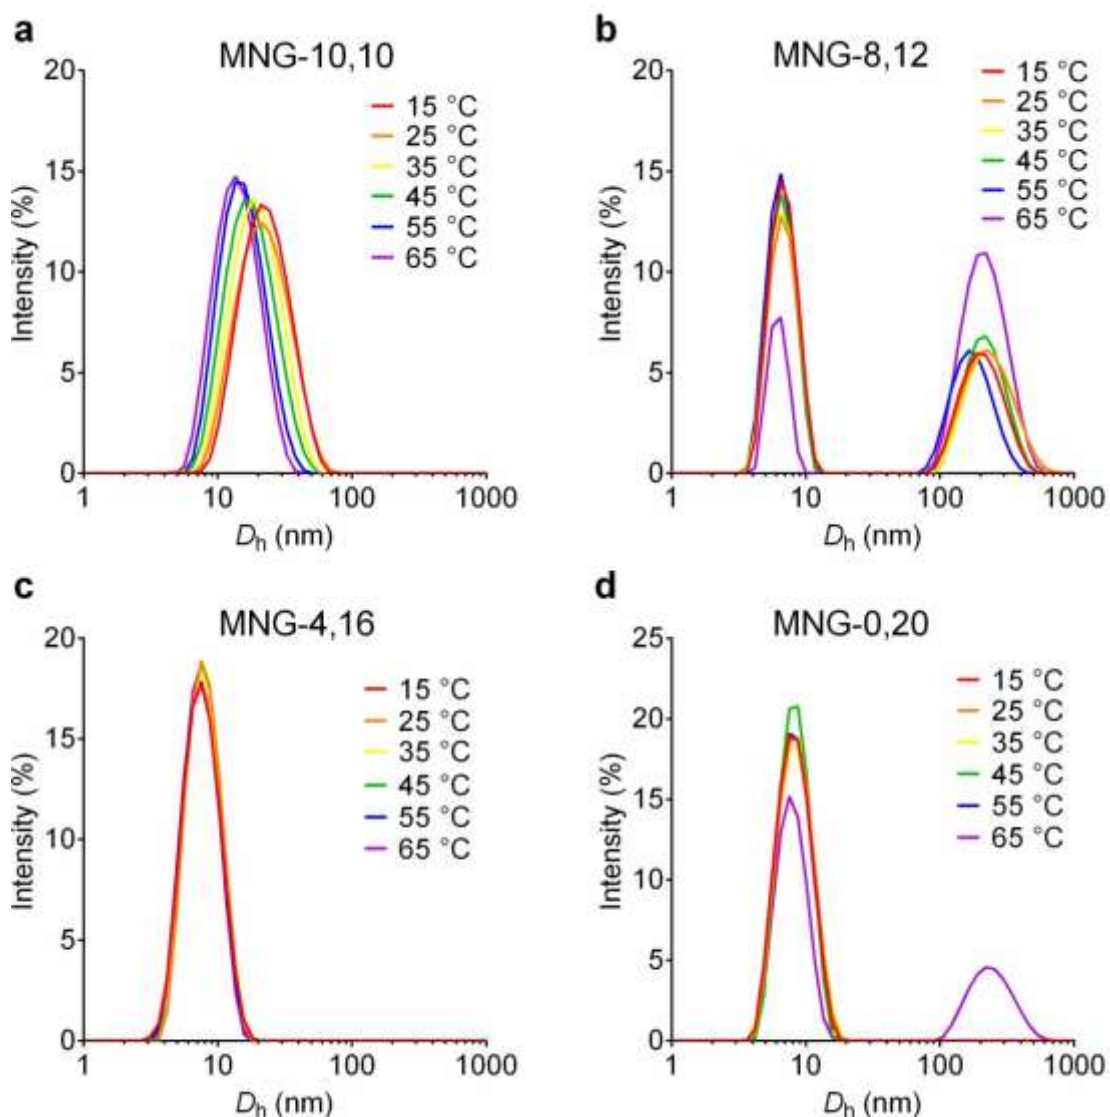 a
MNG-10,10
20
15
10
5
0
Intensity (%)
1
10
100
1000
Dh (nm)
15 °C
25 °C
35 °C
45 °C
55 °C
65 °C
b
MNG-8,12
20
15
10
5
0
Intensity (%)
1
10
100
1000
Dh (nm)
15 °C
25 °C
35 °C
45 °C
55 °C
65 °C
c
MNG-4,16
20
15
10
5
0
Intensity (%)
1
10
100
1000
Dh (nm)
15 °C
25 °C
35 °C
45 °C
55 °C
65 °C
d
MNG-0,20
25
20
15
10
5
0
Intensity (%)
1
10
100
1000
Dh (nm)
15 °C
25 °C
35 °C
45 °C
55 °C
65 °C